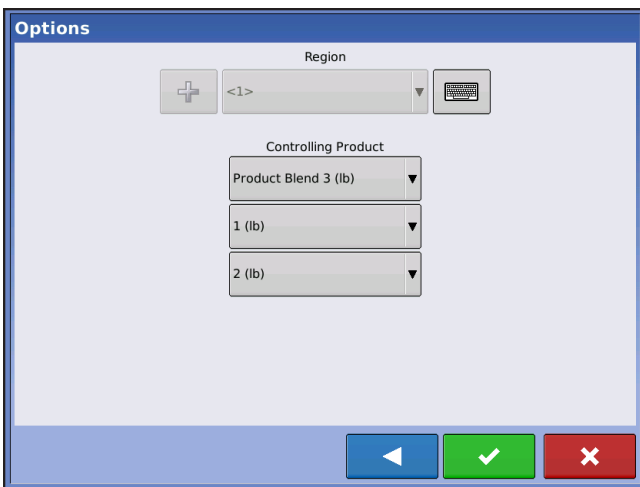 Options
Region
<1>
Controlling Product
Product Blend 3 (lb)
1 (lb)
2 (lb)